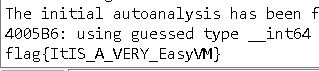 The initial autoanalysis has been f
4005B6: using guessed type __int64
flag{ItIS_A_VERY_EasyVM}